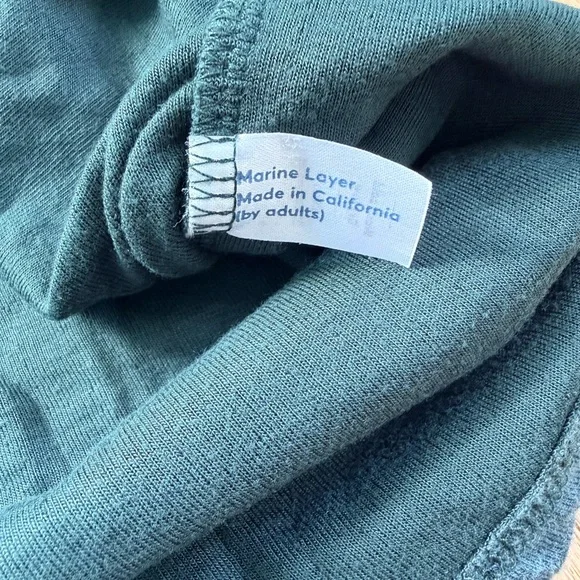 Marine Layer
Made in California
(by adults)